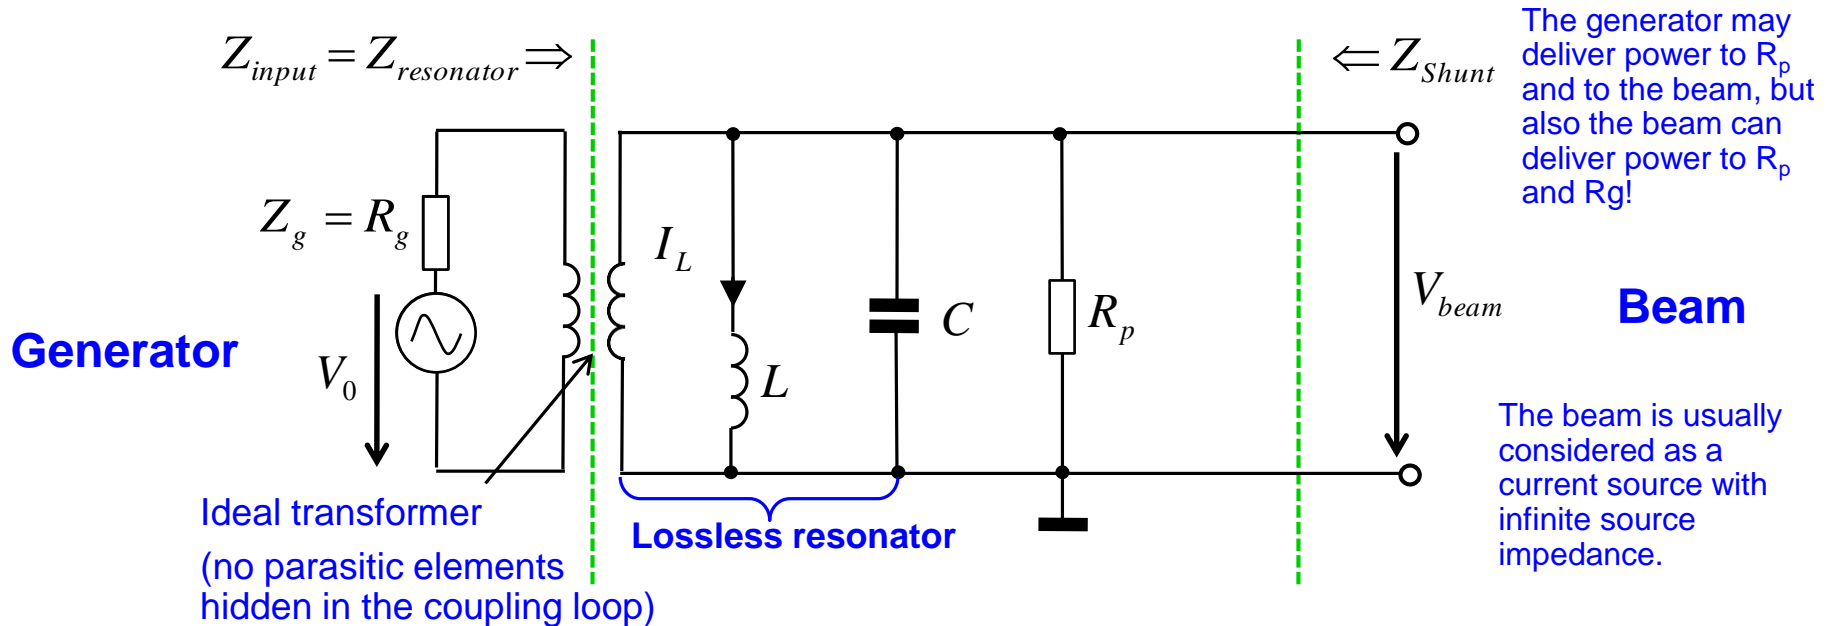 Z_input = Z_resonator ⇒
⇐ Z_Shunt
The generator may
deliver power to R_p
and to the beam, but
also the beam can
deliver power to R_p
and Rg!
Z_g = R_g
I_L
V_0
L
C
R_p
V_beam
Generator
Beam
Ideal transformer
(no parasitic elements
hidden in the coupling loop)
Lossless resonator
The beam is usually
considered as a
current source with
infinite source
impedance.